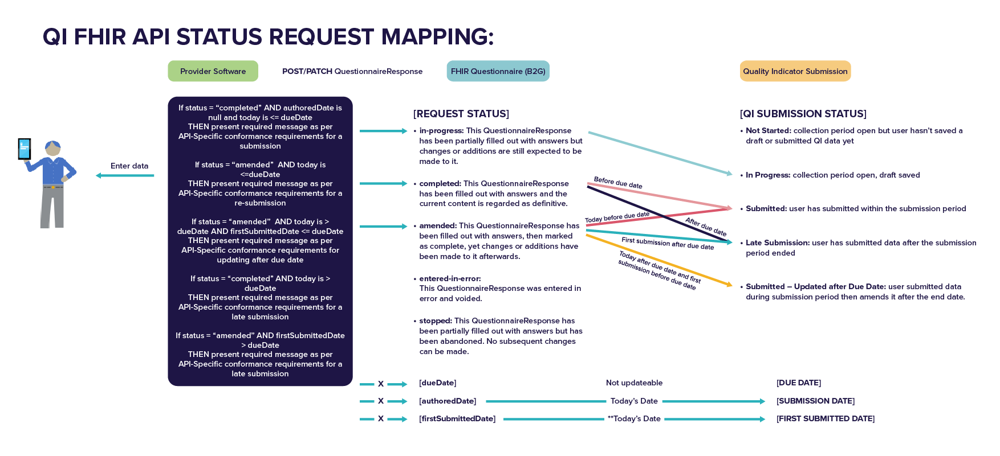 QI FHIR API STATUS REQUEST MAPPING:
Provider Software
POST/PATCH QuestionnaireResponse
FHIR Questionnaire (B2G)
Quality Indicator Submission
Enter data
If status = “completed” AND authoredDate is
null and today is <= dueDate
THEN present required message as per
API-Specific conformance requirements for a
submission
If status = “amended”  AND today is
<=dueDate
THEN present required message as per
API-Specific conformance requirements for a
re-submission
If status = “amended”  AND today is >
dueDate AND firstSubmittedDate <= dueDate
THEN present required message as per
API-Specific conformance requirements for
updating after due date
If status = “completed” AND today is >
dueDate
THEN present required message as per
API-Specific conformance requirements for a
late submission
If status = “amended” AND firstSubmittedDate
> dueDate
THEN present required message as per
API-Specific conformance requirements for a
late submission
[REQUEST STATUS]
• in-progress: This QuestionnaireResponse
has been partially filled out with answers but
changes or additions are still expected to be
made to it.
• completed: This QuestionnaireResponse
has been filled out with answers and the
current content is regarded as definitive.
• amended: This QuestionnaireResponse has
been filled out with answers, then marked
as complete, yet changes or additions have
been made to it afterwards.
• entered-in-error:
This QuestionnaireResponse was entered in
error and voided.
• stopped: This QuestionnaireResponse has
been partially filled out with answers but has
been abandoned. No subsequent changes
can be made.
Before due date
Today before due date
After due date
First submission after due date
Today after due date and first
submission before due date
[QI SUBMISSION STATUS]
• Not Started: collection period open but user hasn’t saved a
draft or submitted QI data yet
• In Progress: collection period open, draft saved
• Submitted: user has submitted within the submission period
• Late Submission: user has submitted data after the submission
period ended
• Submitted – Updated after Due Date: user submitted data
during submission period then amends it after the end date.
X [dueDate] Not updateable [DUE DATE]
X [authoredDate] Today’s Date [SUBMISSION DATE]
X [firstSubmittedDate] **Today’s Date [FIRST SUBMITTED DATE]